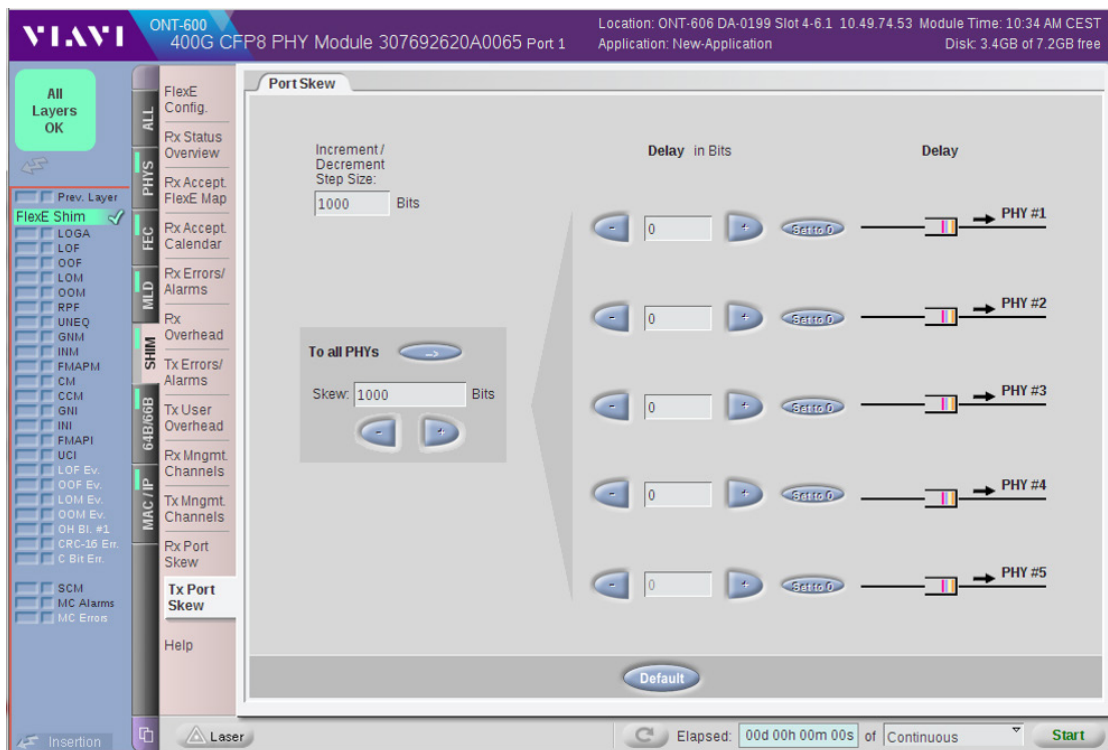 VIAVI
ONT-600
400G CFP8 PHY Module 307692620A0065 Port 1
Location: ONT-606 DA-0199 Slot 4-6.1 10.49.74.53 Module Time: 10:34 AM CEST
Application: New-Application
Disk: 3.4GB of 7.2GB free
All
Layers
OK
Prev. Layer
FlexE Shim
LOGA
LOF
OOF
LOM
OOM
RPF
UNEQ
GNM
INM
FMAPM
CM
CCM
GNI
INI
FMAPI
UCI
LOF Ev.
OOF Ev.
LOM Ev.
OOM Ev.
OH Bl. #1
CRC-16 Err.
C Bit Err.
SCM
MC Alarms
MC Errors
Insertion
ALL
PHYS
FEC
MLD
SHIM
64B/66B
MAC / IP
FlexE
Config.
Rx Status
Overview
Rx Accept.
FlexE Map
Rx Accept.
Calendar
Rx Errors/
Alarms
Rx
Overhead
Tx Errors/
Alarms
Tx User
Overhead
Rx Mngmt.
Channels
Tx Mngmt.
Channels
Rx Port
Skew
Tx Port
Skew
Help
Port Skew
Increment /
Decrement
Step Size:
1000 Bits
To all PHYs -->
Skew: 1000 Bits
- +
Delay in Bits
Delay
- 0 + Set to 0 PHY #1
- 0 + Set to 0 PHY #2
- 0 + Set to 0 PHY #3
- 0 + Set to 0 PHY #4
- 0 + Set to 0 PHY #5
Default
Laser
Elapsed: 00d 00h 00m 00s of Continuous
Start